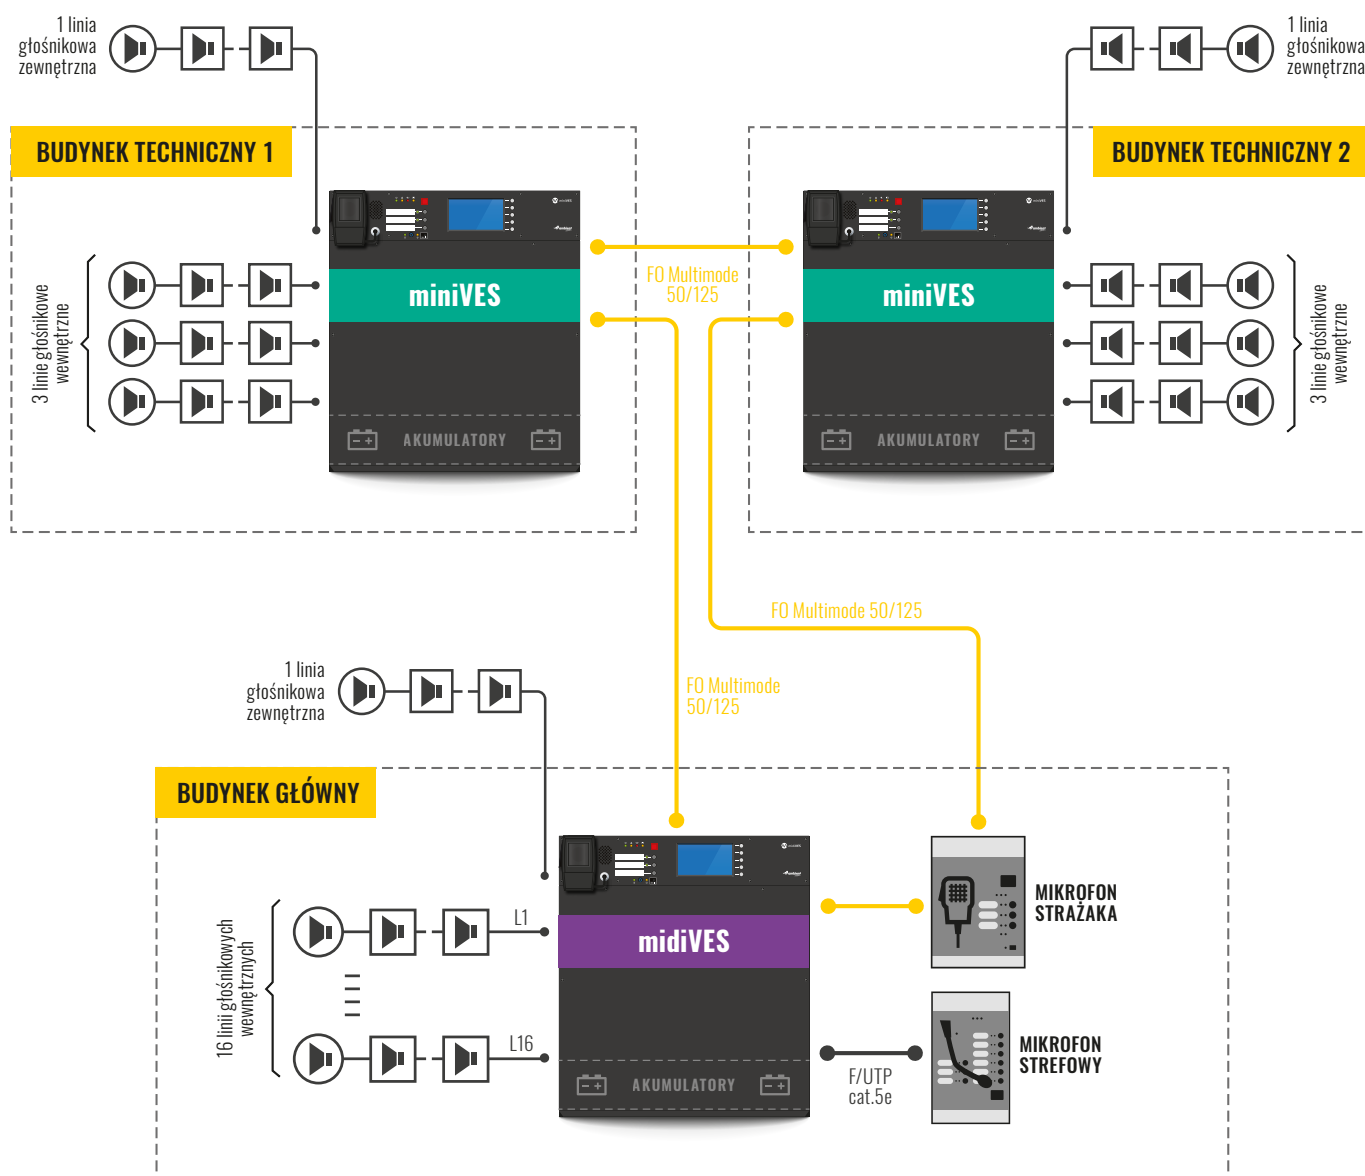 1 linia
głośnikowa
zewnętrzna
1 linia
głośnikowa
zewnętrzna
BUDYNEK TECHNICZNY 1
BUDYNEK TECHNICZNY 2
3 linie głośnikowe
wewnętrzne
miniVES
AKUMULATORY
FO Multimode
50/125
miniVES
AKUMULATORY
3 linie głośnikowe
wewnętrzne
FO Multimode 50/125
FO Multimode
50/125
1 linia
głośnikowa
zewnętrzna
BUDYNEK GŁÓWNY
16 linii głośnikowych
wewnętrznych
L1
L16
midiVES
AKUMULATORY
MIKROFON
STRAŻAKA
F/UTP
cat.5e
MIKROFON
STREFOWY